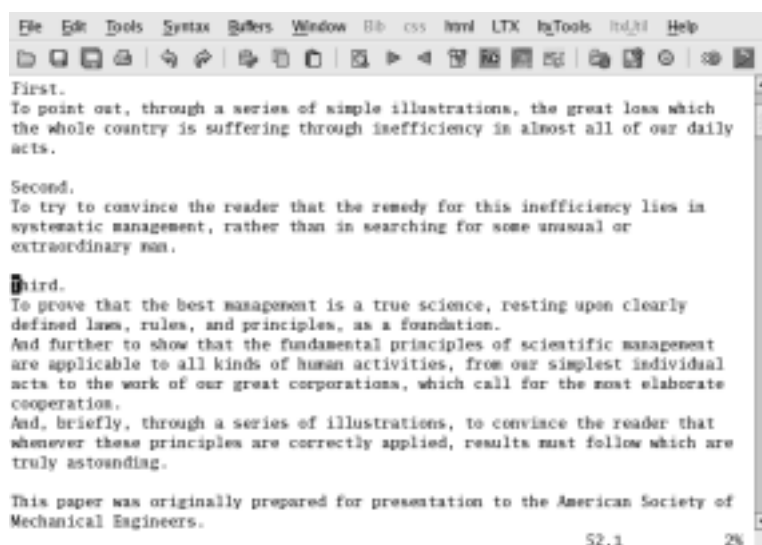 File Edit Tools Syntax Buffers Window Bib css html LTX Help
First.
To point out, through a series of simple illustrations, the great loss which
the whole country is suffering through inefficiency in almost all of our daily
acts.
Second.
To try to convince the reader that the remedy for this inefficiency lies in
systematic management, rather than in searching for some unusual or
extraordinary man.
Third.
To prove that the best management is a true science, resting upon clearly
defined laws, rules, and principles, as a foundation.
And further to show that the fundamental principles of scientific management
are applicable to all kinds of human activities, from our simplest individual
acts to the work of our great corporations, which call for the most elaborate
cooperation.
And, briefly, through a series of illustrations, to convince the reader that
whenever these principles are correctly applied, results must follow which are
truly astounding.
This paper was originally prepared for presentation to the American Society of
Mechanical Engineers.
52,1 2%